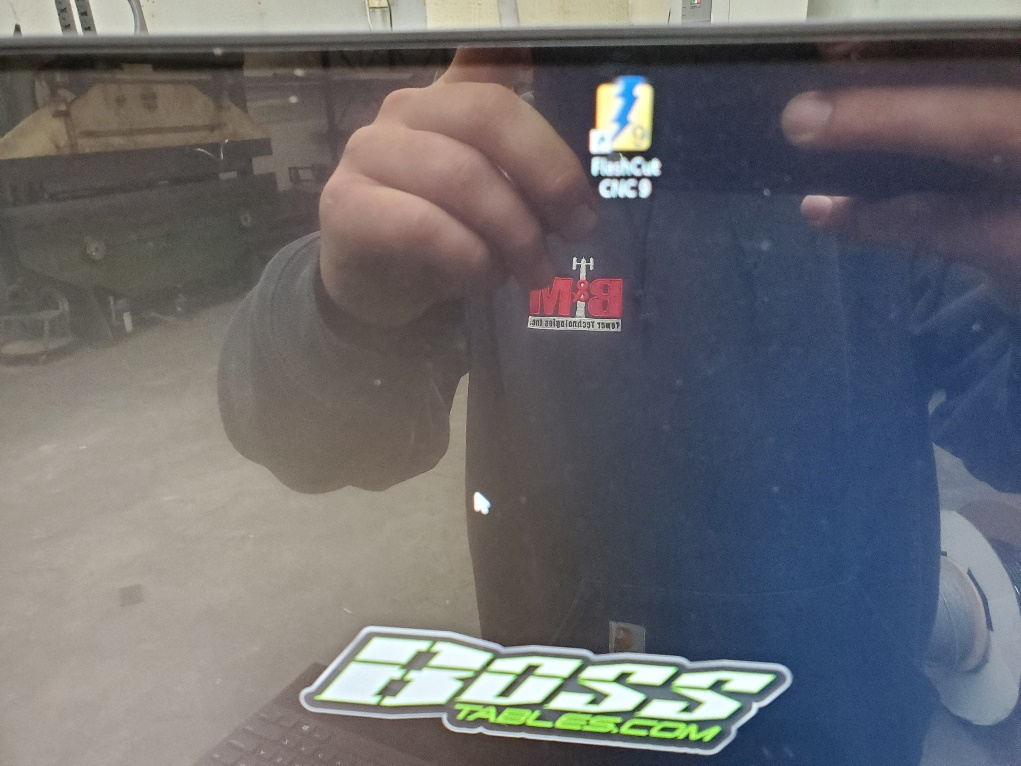 FlashCut
CNC 9
B&M
Tower Technologies Inc.
BOSS
TABLES.COM